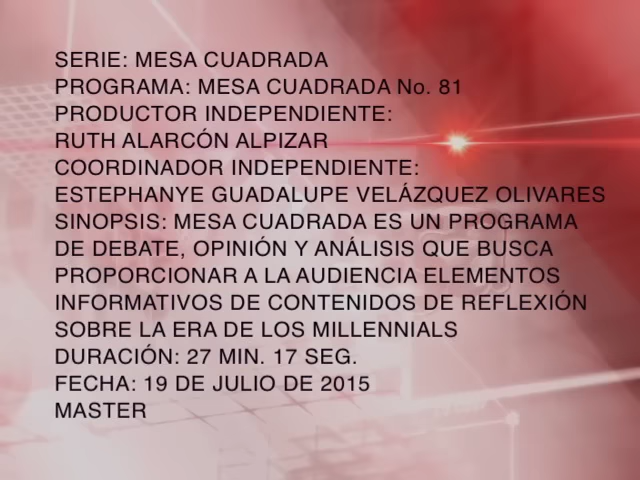 SERIE: MESA CUADRADA
PROGRAMA: MESA CUADRADA No. 81
PRODUCTOR INDEPENDIENTE:
RUTH ALARCÓN ALPIZAR
COORDINADOR INDEPENDIENTE:
ESTEPHANYE GUADALUPE VELÁZQUEZ OLIVARES
SINOPSIS: MESA CUADRADA ES UN PROGRAMA
DE DEBATE, OPINIÓN Y ANÁLISIS QUE BUSCA
PROPORCIONAR A LA AUDIENCIA ELEMENTOS
INFORMATIVOS DE CONTENIDOS DE REFLEXIÓN
SOBRE LA ERA DE LOS MILLENNIALS
DURACIÓN: 27 MIN. 17 SEG.
FECHA: 19 DE JULIO DE 2015
MASTER